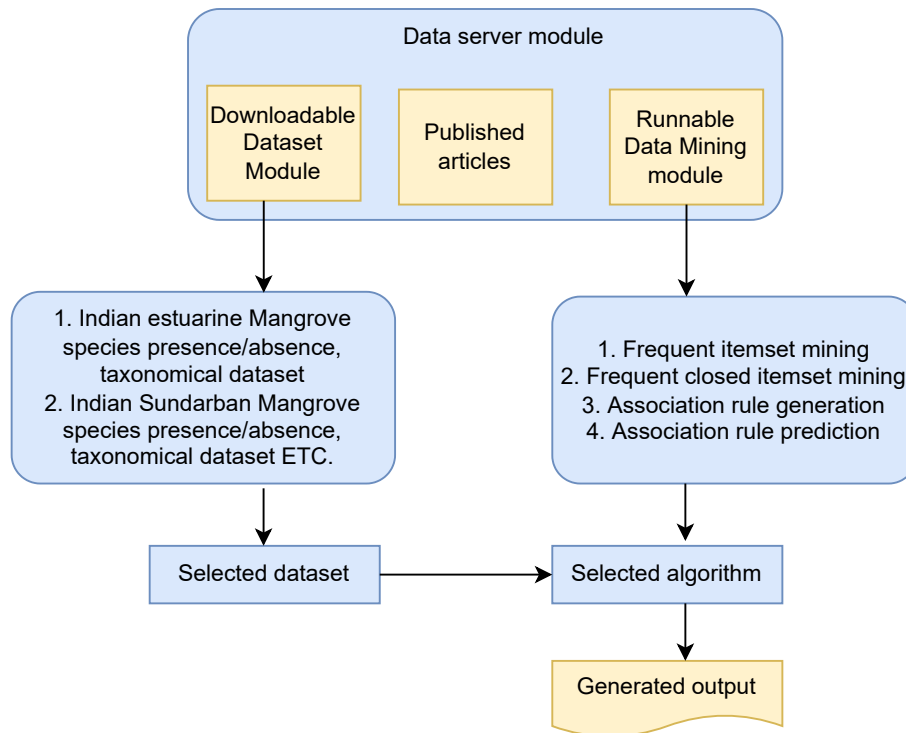 Data server module
Downloadable
Dataset
Module
Published
articles
Runnable
Data Mining
module
1. Indian estuarine Mangrove
species presence/absence,
taxonomical dataset
2. Indian Sundarban Mangrove
species presence/absence,
taxonomical dataset ETC.
1. Frequent itemset mining
2. Frequent closed itemset mining
3. Association rule generation
4. Association rule prediction
Selected dataset
Selected algorithm
Generated output